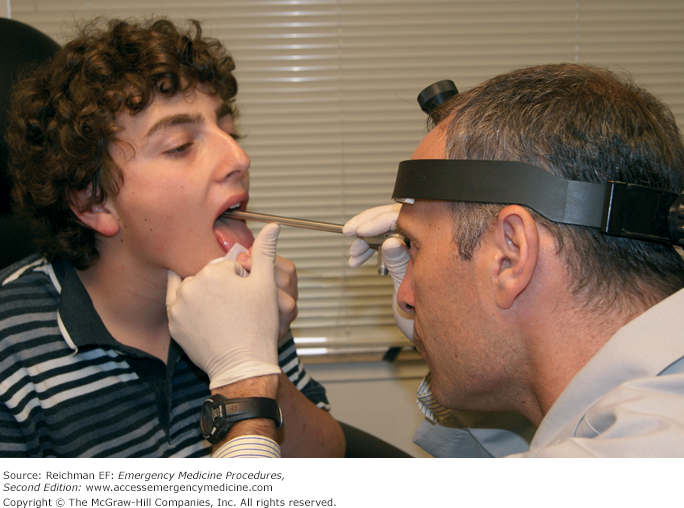 Source: Reichman EF: Emergency Medicine Procedures,
Second Edition: www.accessemergencymedicine.com
Copyright © The McGraw-Hill Companies, Inc. All rights reserved.